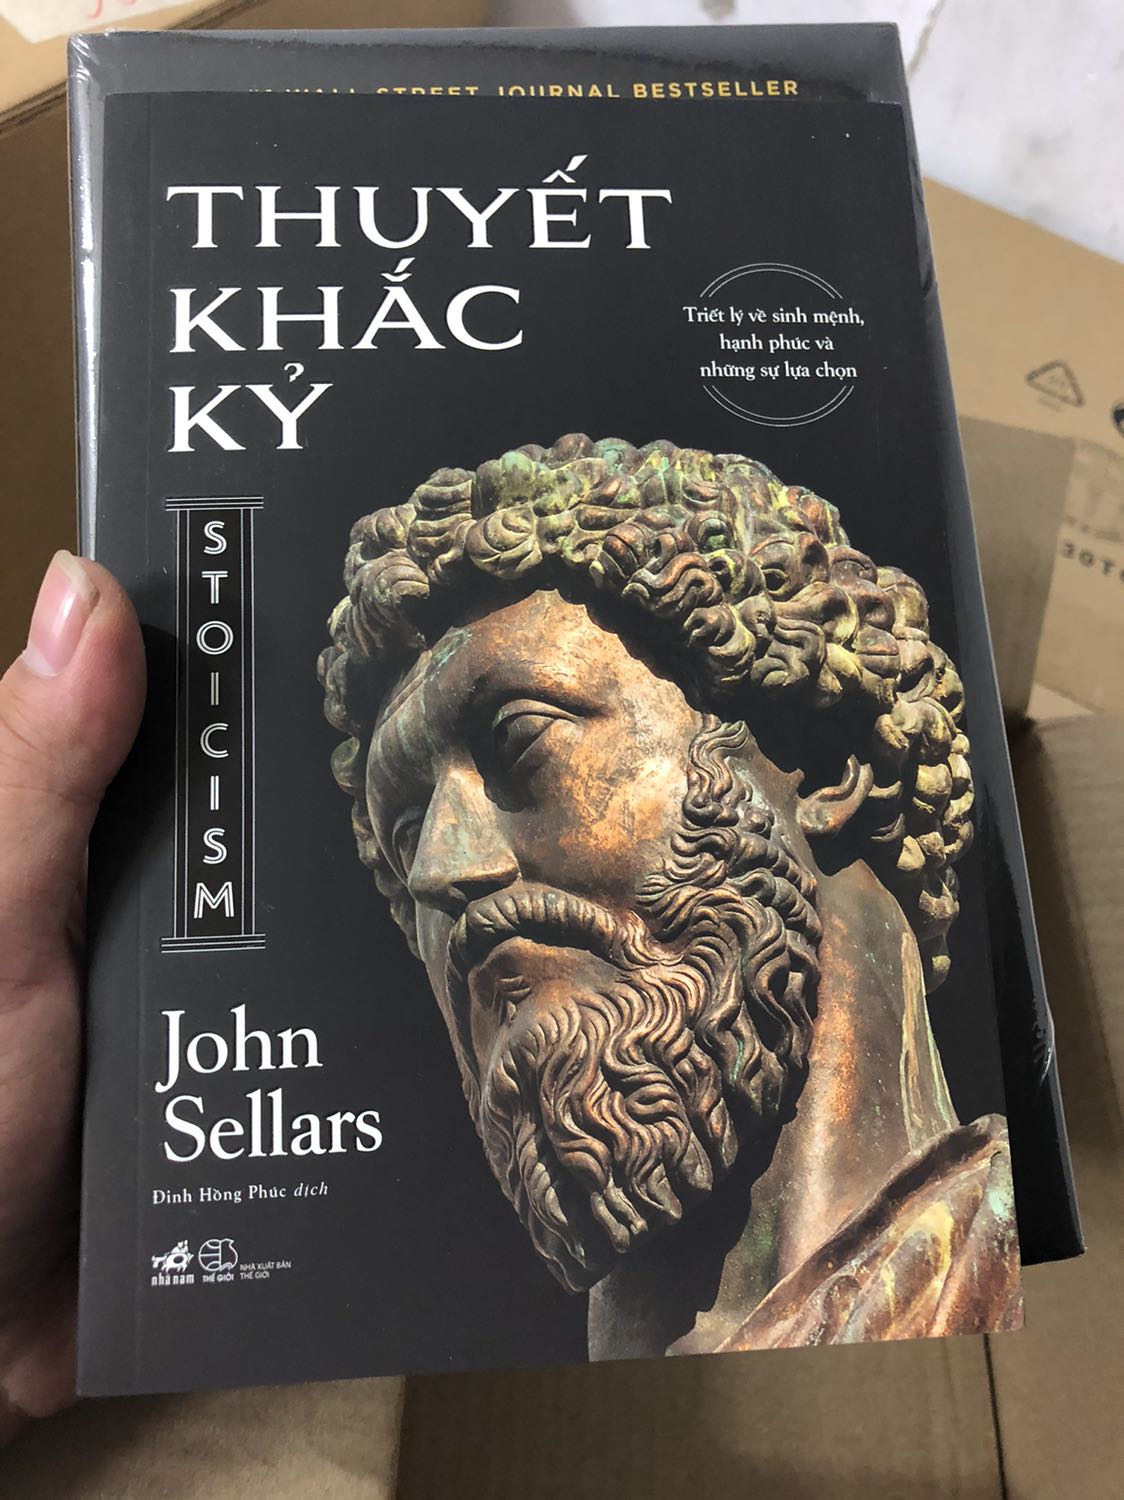 WALL STREET JOURNAL BESTSELLER
THUYẾT
KHẮC
KỶ
Triết lý về sinh mệnh,
hạnh phúc và
những sự lựa chọn
STOICISM
John
Sellars
Đinh Hồng Phúc dịch
nhã nam
THẾ GIỚI
NHÀ XUẤT BẢN
THẾ GIỚI